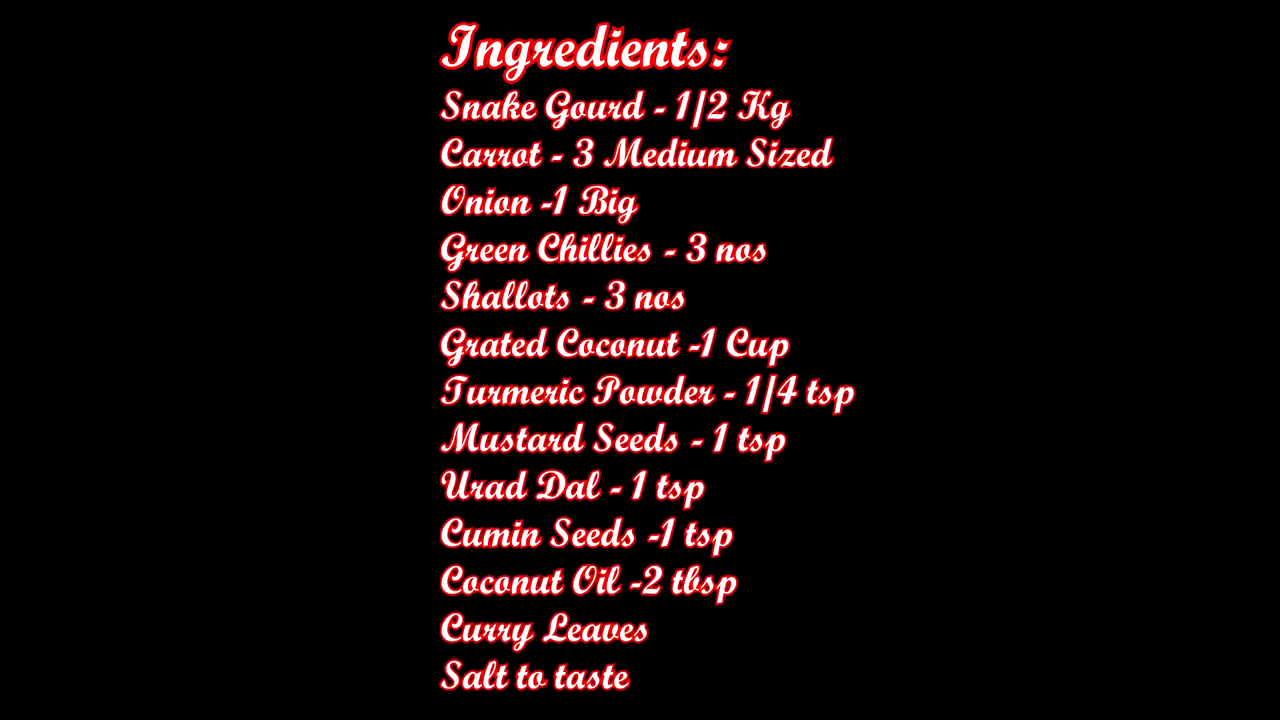 Ingredients:
Snake Gourd - 1/2 Kg
Carrot - 3 Medium Sized
Onion -1 Big
Green Chillies - 3 nos
Shallots - 3 nos
Grated Coconut -1 Cup
Turmeric Powder - 1/4 tsp
Mustard Seeds - 1 tsp
Urad Dal - 1 tsp
Cumin Seeds -1 tsp
Coconut Oil -2 tbsp
Curry Leaves
Salt to taste